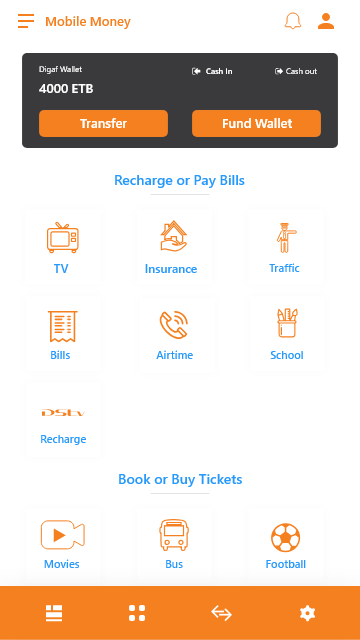 Mobile Money
Digaf Wallet
Cash In
Cash out
4000 ETB
Transfer
Fund Wallet
Recharge or Pay Bills
TV
Insurance
Traffic
Bills
Airtime
School
DStv
Recharge
Book or Buy Tickets
Movies
Bus
Football